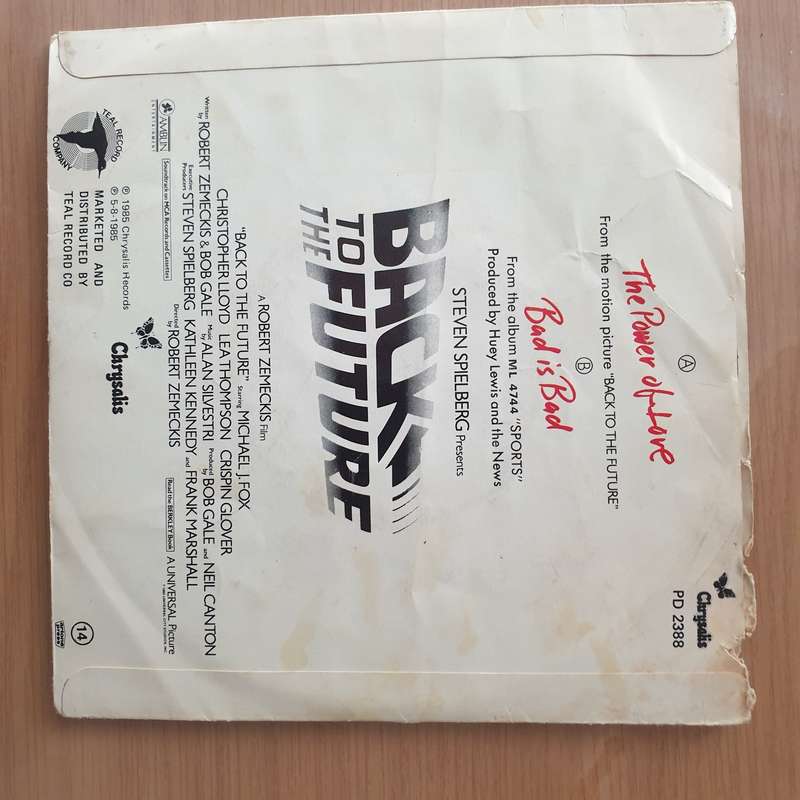 Chrysalis
PD 2388
Ⓐ
The Power of Love
From the motion picture "BACK TO THE FUTURE"
Ⓑ
Bad is Bad
From the album ML 4744 "SPORTS"
Produced by Huey Lewis and the News
STEVEN SPIELBERG Presents
BACK
TO
THE FUTURE
A ROBERT ZEMECKIS Film
"BACK TO THE FUTURE" Starring MICHAEL J. FOX
CHRISTOPHER LLOYD LEA THOMPSON CRISPIN GLOVER
Written by ROBERT ZEMECKIS & BOB GALE Music by ALAN SILVESTRI Produced by BOB GALE and NEIL CANTON
Executive Producers STEVEN SPIELBERG KATHLEEN KENNEDY and FRANK MARSHALL
Directed by ROBERT ZEMECKIS
AMBLIN
ENTERTAINMENT
Soundtrack on MCA Records and Cassettes
Read the BERKLEY Book
A UNIVERSAL Picture
TEAL RECORD
COMPANY
℗ 1985 Chrysalis Records
℗ 5-8-1985
MARKETED AND
DISTRIBUTED BY
TEAL RECORD CO
Chrysalis
14